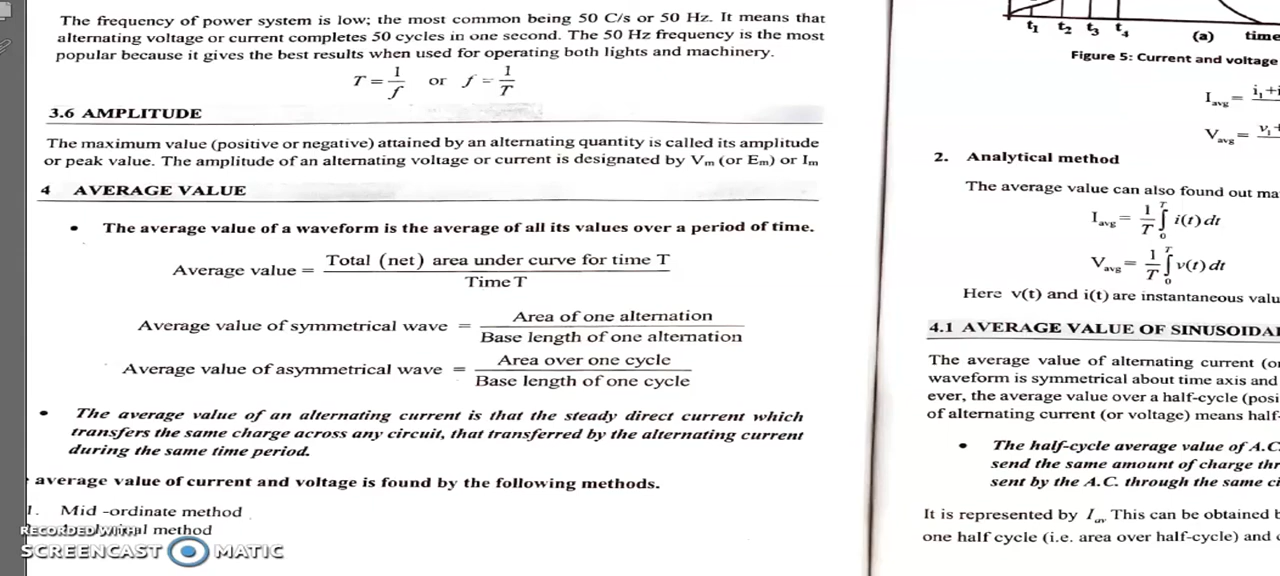 The frequency of power system is low; the most common being 50 C/s or 50 Hz. It means that
alternating voltage or current completes 50 cycles in one second. The 50 Hz frequency is the most
popular because it gives the best results when used for operating both lights and machinery.
T = 1/f or f = 1/T
3.6 AMPLITUDE
The maximum value (positive or negative) attained by an alternating quantity is called its amplitude
or peak value. The amplitude of an alternating voltage or current is designated by Vm (or Em) or Im
4 AVERAGE VALUE
• The average value of a waveform is the average of all its values over a period of time.
Average value = Total (net) area under curve for time T / Time T
Average value of symmetrical wave = Area of one alternation / Base length of one alternation
Average value of asymmetrical wave = Area over one cycle / Base length of one cycle
• The average value of an alternating current is that the steady direct current which
transfers the same charge across any circuit, that transferred by the alternating current
during the same time period.
average value of current and voltage is found by the following methods.
1. Mid -ordinate method
method
RECORDED WITH
SCREENCAST MATIC
t1 t2 t3 t4 (a) time
Figure 5: Current and voltage
Iavg = i1+i
Vavg = v1+
2. Analytical method
The average value can also found out
Iavg = 1/T ∫0T i(t) dt
Vavg = 1/T ∫0T v(t) dt
Here v(t) and i(t) are instantaneous
4.1 AVERAGE VALUE OF
The average value of alternating current
waveform is symmetrical about time axis and
ever, the average value over a half-cycle
of alternating current (or voltage) means half-
• The half-cycle average value of A.C.
send the same amount of charge
sent by the A.C. through the same
It is represented by Iav. This can be obtained
one half cycle (i.e. area over half-cycle) and